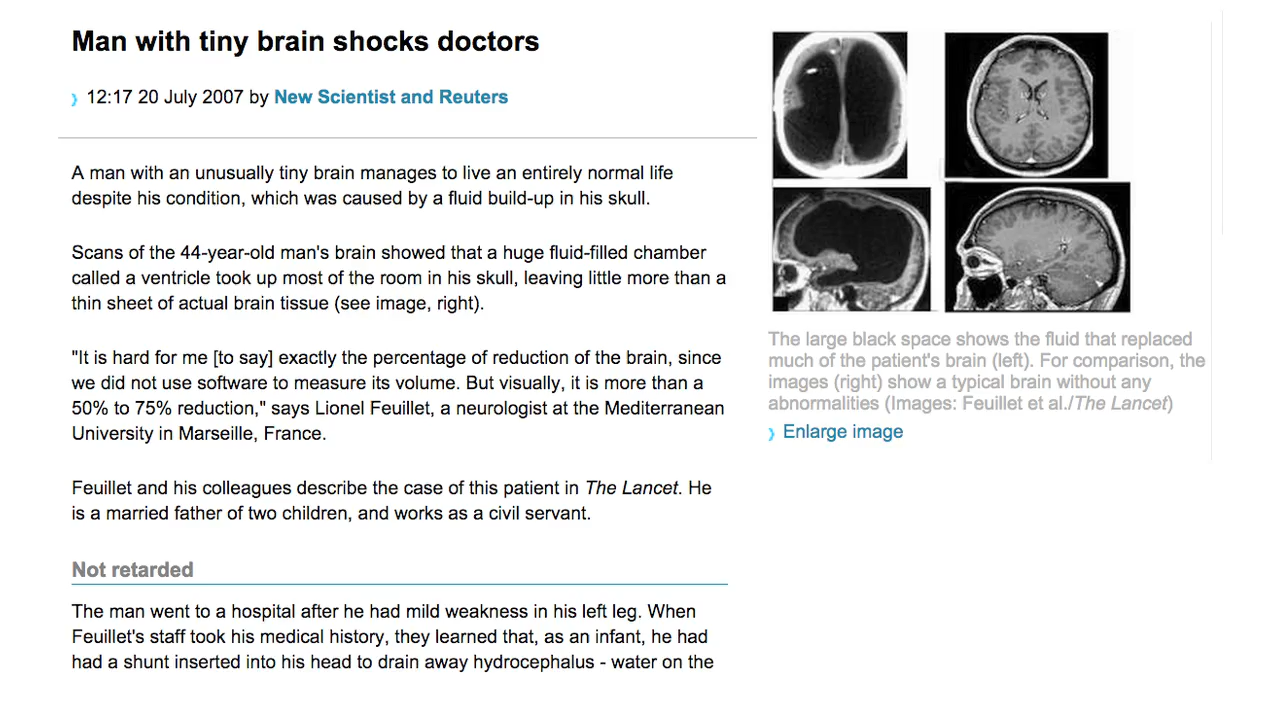 Man with tiny brain shocks doctors
12:17 20 July 2007 by New Scientist and Reuters
A man with an unusually tiny brain manages to live an entirely normal life
despite his condition, which was caused by a fluid build-up in his skull.
Scans of the 44-year-old man's brain showed that a huge fluid-filled chamber
called a ventricle took up most of the room in his skull, leaving little more than a
thin sheet of actual brain tissue (see image, right).
"It is hard for me [to say] exactly the percentage of reduction of the brain, since
we did not use software to measure its volume. But visually, it is more than a
50% to 75% reduction," says Lionel Feuillet, a neurologist at the Mediterranean
University in Marseille, France.
Feuillet and his colleagues describe the case of this patient in The Lancet. He
is a married father of two children, and works as a civil servant.
Not retarded
The man went to a hospital after he had mild weakness in his left leg. When
Feuillet's staff took his medical history, they learned that, as an infant, he had
had a shunt inserted into his head to drain away hydrocephalus - water on the
The large black space shows the fluid that replaced
much of the patient's brain (left). For comparison, the
images (right) show a typical brain without any
abnormalities (Images: Feuillet et al./The Lancet)
Enlarge image